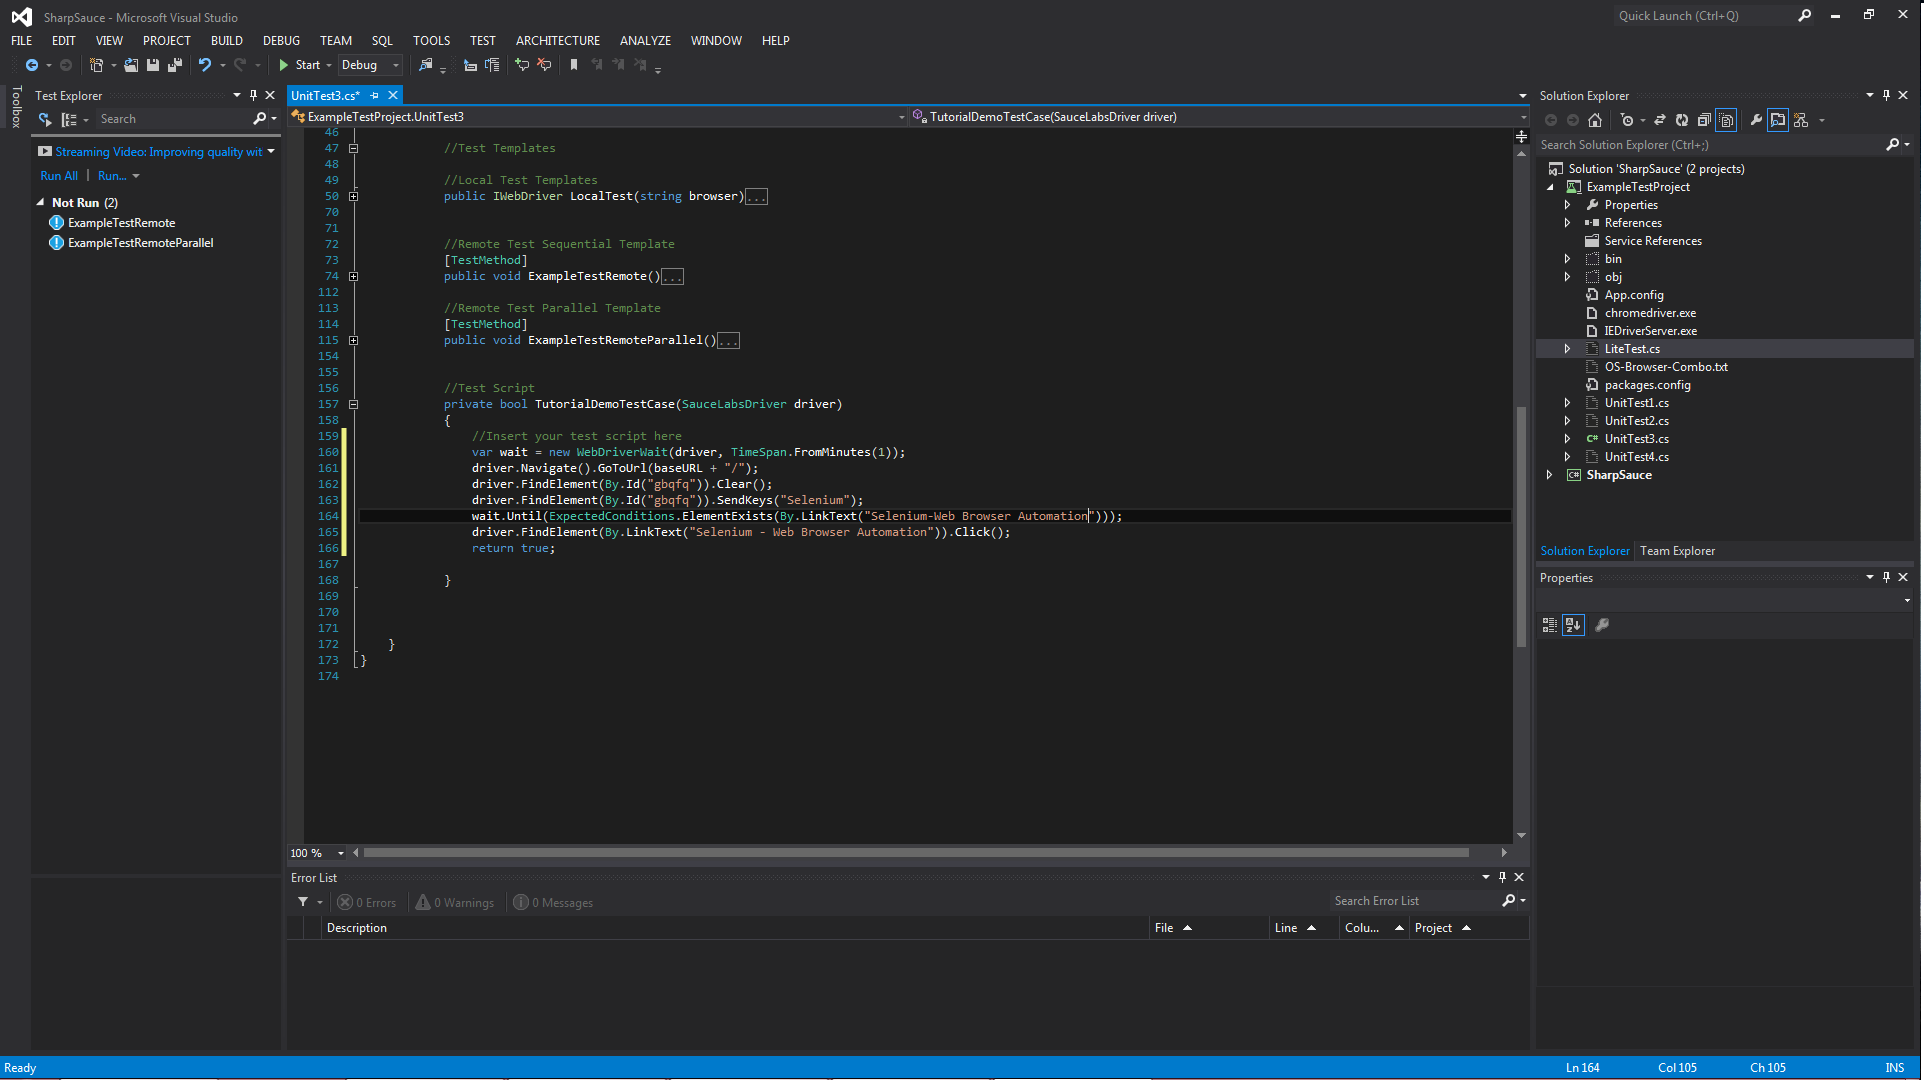 SharpSauce - Microsoft Visual Studio
Quick Launch (Ctrl+Q)
FILE EDIT VIEW PROJECT BUILD DEBUG TEAM SQL TOOLS TEST ARCHITECTURE ANALYZE WINDOW HELP
Start Debug
Toolbox
Test Explorer
Search
Streaming Video: Improving quality wit
Run All | Run...
Not Run (2)
ExampleTestRemote
ExampleTestRemoteParallel
UnitTest3.cs*
ExampleTestProject.UnitTest3 TutorialDemoTestCase(SauceLabsDriver driver)
46
47 //Test Templates
48
49 //Local Test Templates
50 public IWebDriver LocalTest(string browser)...
70
71
72 //Remote Test Sequential Template
73 [TestMethod]
74 public void ExampleTestRemote()...
112
113 //Remote Test Parallel Template
114 [TestMethod]
115 public void ExampleTestRemoteParallel()...
154
155
156 //Test Script
157 private bool TutorialDemoTestCase(SauceLabsDriver driver)
158 {
159 //Insert your test script here
160 var wait = new WebDriverWait(driver, TimeSpan.FromMinutes(1));
161 driver.Navigate().GoToUrl(baseURL + "/");
162 driver.FindElement(By.Id("gbqfq")).Clear();
163 driver.FindElement(By.Id("gbqfq")).SendKeys("Selenium");
164 wait.Until(ExpectedConditions.ElementExists(By.LinkText("Selenium-Web Browser Automation")));
165 driver.FindElement(By.LinkText("Selenium - Web Browser Automation")).Click();
166 return true;
167
168 }
169
170
171
172 }
173 }
174
100 %
Error List
0 Errors 0 Warnings 0 Messages
Search Error List
Description File Line Colu... Project
Solution Explorer
Search Solution Explorer (Ctrl+;)
Solution 'SharpSauce' (2 projects)
ExampleTestProject
Properties
References
Service References
bin
obj
App.config
chromedriver.exe
IEDriverServer.exe
LiteTest.cs
OS-Browser-Combo.txt
packages.config
UnitTest1.cs
UnitTest2.cs
UnitTest3.cs
UnitTest4.cs
SharpSauce
Solution Explorer Team Explorer
Properties
Ready
Ln 164 Col 105 Ch 105 INS